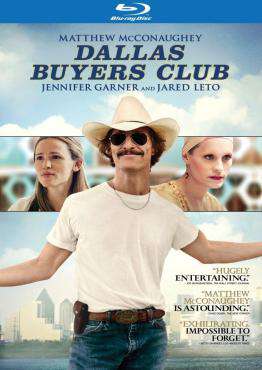 Blu-ray Disc
MATTHEW McCONAUGHEY
DALLAS
BUYERS CLUB
JENNIFER GARNER AND JARED LETO
"HUGELY
ENTERTAINING."
"MATTHEW
McCONAUGHEY
IS ASTOUNDING."
"EXHILARATING.
IMPOSSIBLE TO
FORGET."